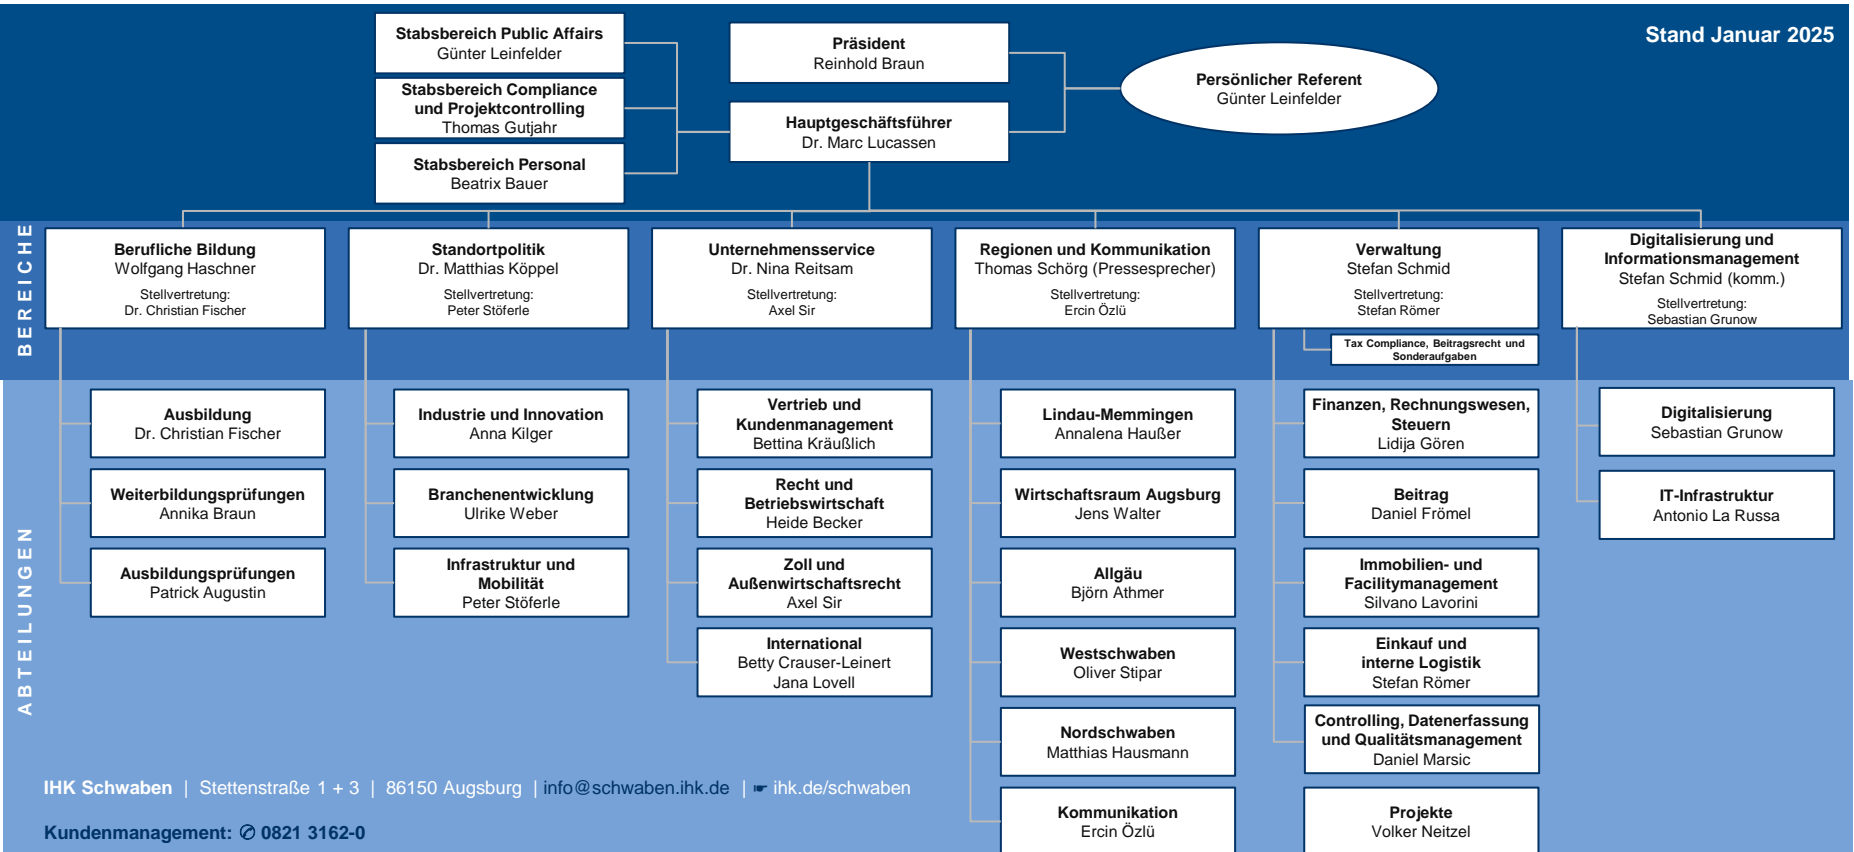 Stabsbereich Public Affairs
Günter Leinfelder
Stabsbereich Compliance
und Projektcontrolling
Thomas Gutjahr
Stabsbereich Personal
Beatrix Bauer
Präsident
Reinhold Braun
Hauptgeschäftsführer
Dr. Marc Lucassen
Persönlicher Referent
Günter Leinfelder
Stand Januar 2025
BEREICHE
Berufliche Bildung
Wolfgang Haschner
Stellvertretung:
Dr. Christian Fischer
Standortpolitik
Dr. Matthias Köppel
Stellvertretung:
Peter Stöferle
Unternehmensservice
Dr. Nina Reitsam
Stellvertretung:
Axel Sir
Regionen und Kommunikation
Thomas Schörg (Pressesprecher)
Stellvertretung:
Ercin Özlü
Verwaltung
Stefan Schmid
Stellvertretung:
Stefan Römer
Tax Compliance, Beitragsrecht und
Sonderaufgaben
Digitalisierung und
Informationsmanagement
Stefan Schmid (komm.)
Stellvertretung:
Sebastian Grunow
ABTEILUNGEN
Ausbildung
Dr. Christian Fischer
Weiterbildungsprüfungen
Annika Braun
Ausbildungsprüfungen
Patrick Augustin
Industrie und Innovation
Anna Kilger
Branchenentwicklung
Ulrike Weber
Infrastruktur und
Mobilität
Peter Stöferle
Vertrieb und
Kundenmanagement
Bettina Kräußlich
Recht und
Betriebswirtschaft
Heide Becker
Zoll und
Außenwirtschaftsrecht
Axel Sir
International
Betty Crauser-Leinert
Jana Lovell
Lindau-Memmingen
Annalena Haußer
Wirtschaftsraum Augsburg
Jens Walter
Allgäu
Björn Athmer
Westschwaben
Oliver Stipar
Nordschwaben
Matthias Hausmann
Kommunikation
Ercin Özlü
Finanzen, Rechnungswesen,
Steuern
Lidija Gören
Beitrag
Daniel Frömel
Immobilien- und
Facilitymanagement
Silvano Lavorini
Einkauf und
interne Logistik
Stefan Römer
Controlling, Datenerfassung
und Qualitätsmanagement
Daniel Marsic
Projekte
Volker Neitzel
Digitalisierung
Sebastian Grunow
IT-Infrastruktur
Antonio La Russa
IHK Schwaben | Stettenstraße 1 + 3 | 86150 Augsburg | info@schwaben.ihk.de | ☛ ihk.de/schwaben
Kundenmanagement: ✆ 0821 3162-0